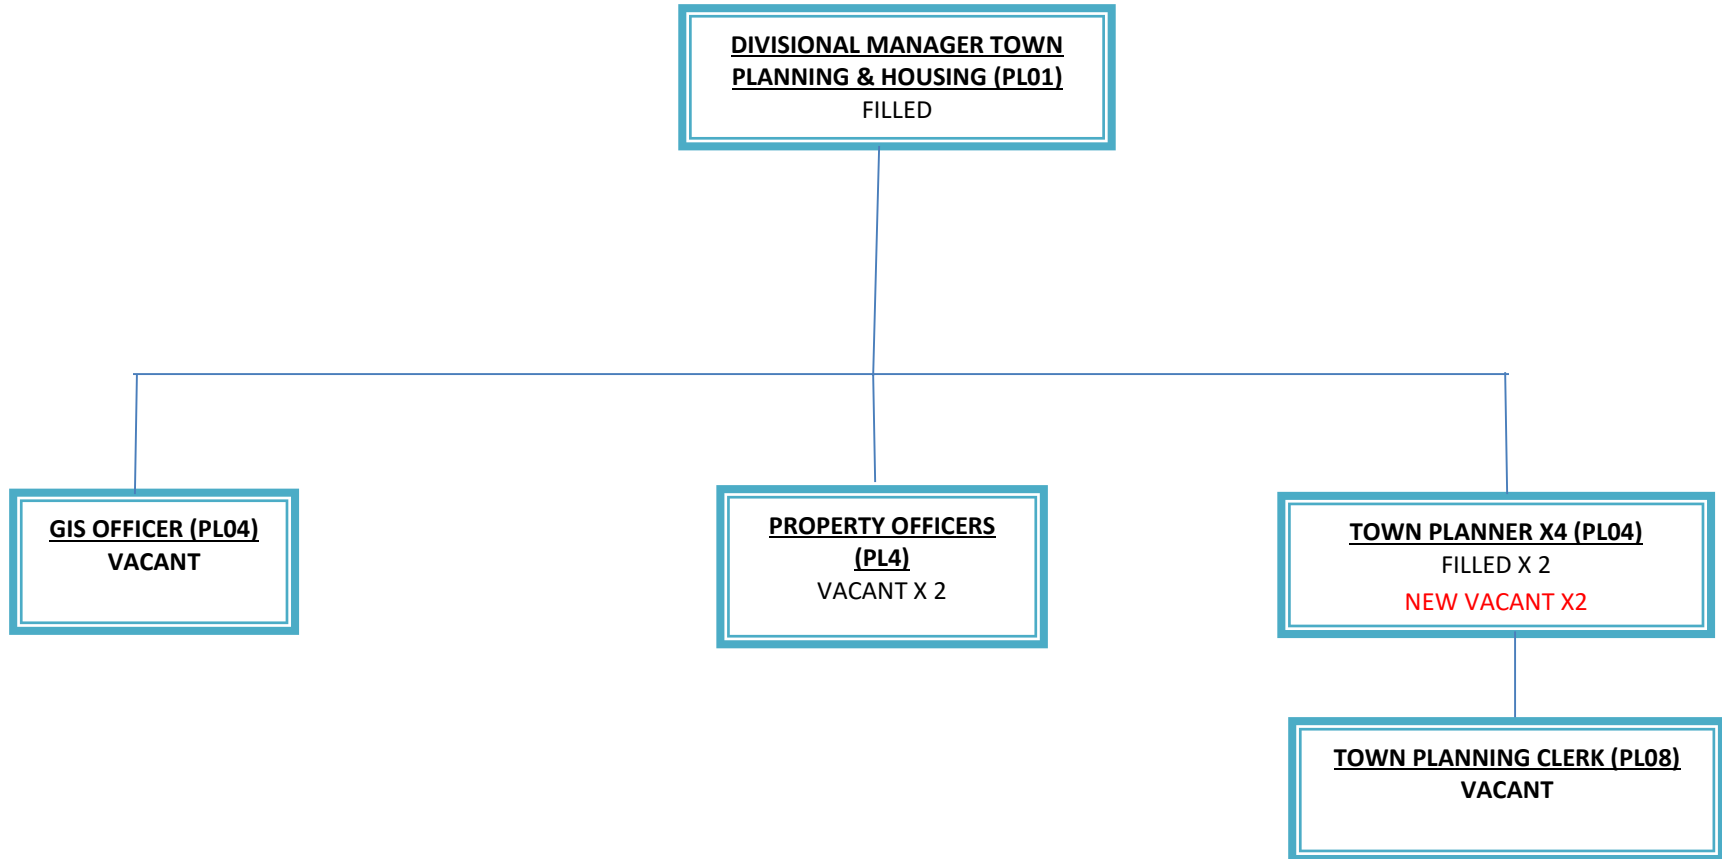 DIVISIONAL MANAGER TOWN
PLANNING & HOUSING (PL01)
FILLED
GIS OFFICER (PL04)
VACANT
PROPERTY OFFICERS
(PL4)
VACANT X 2
TOWN PLANNER X4 (PL04)
FILLED X 2
NEW VACANT X2
TOWN PLANNING CLERK (PL08)
VACANT